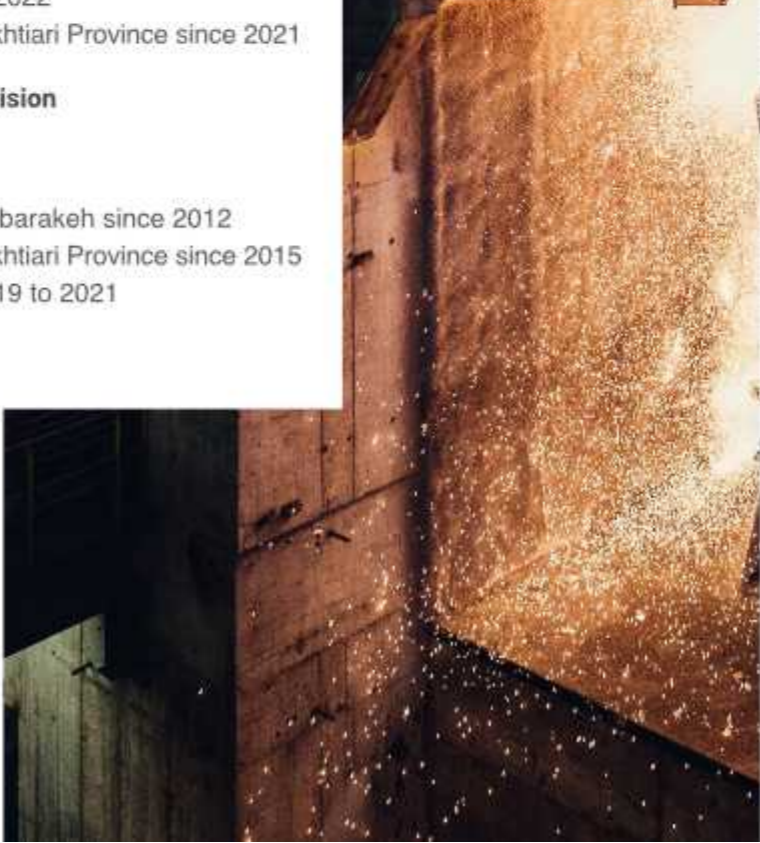 2022
khtiari Province since 2021
ision
barakeh since 2012
khtiari Province since 2015
19 to 2021